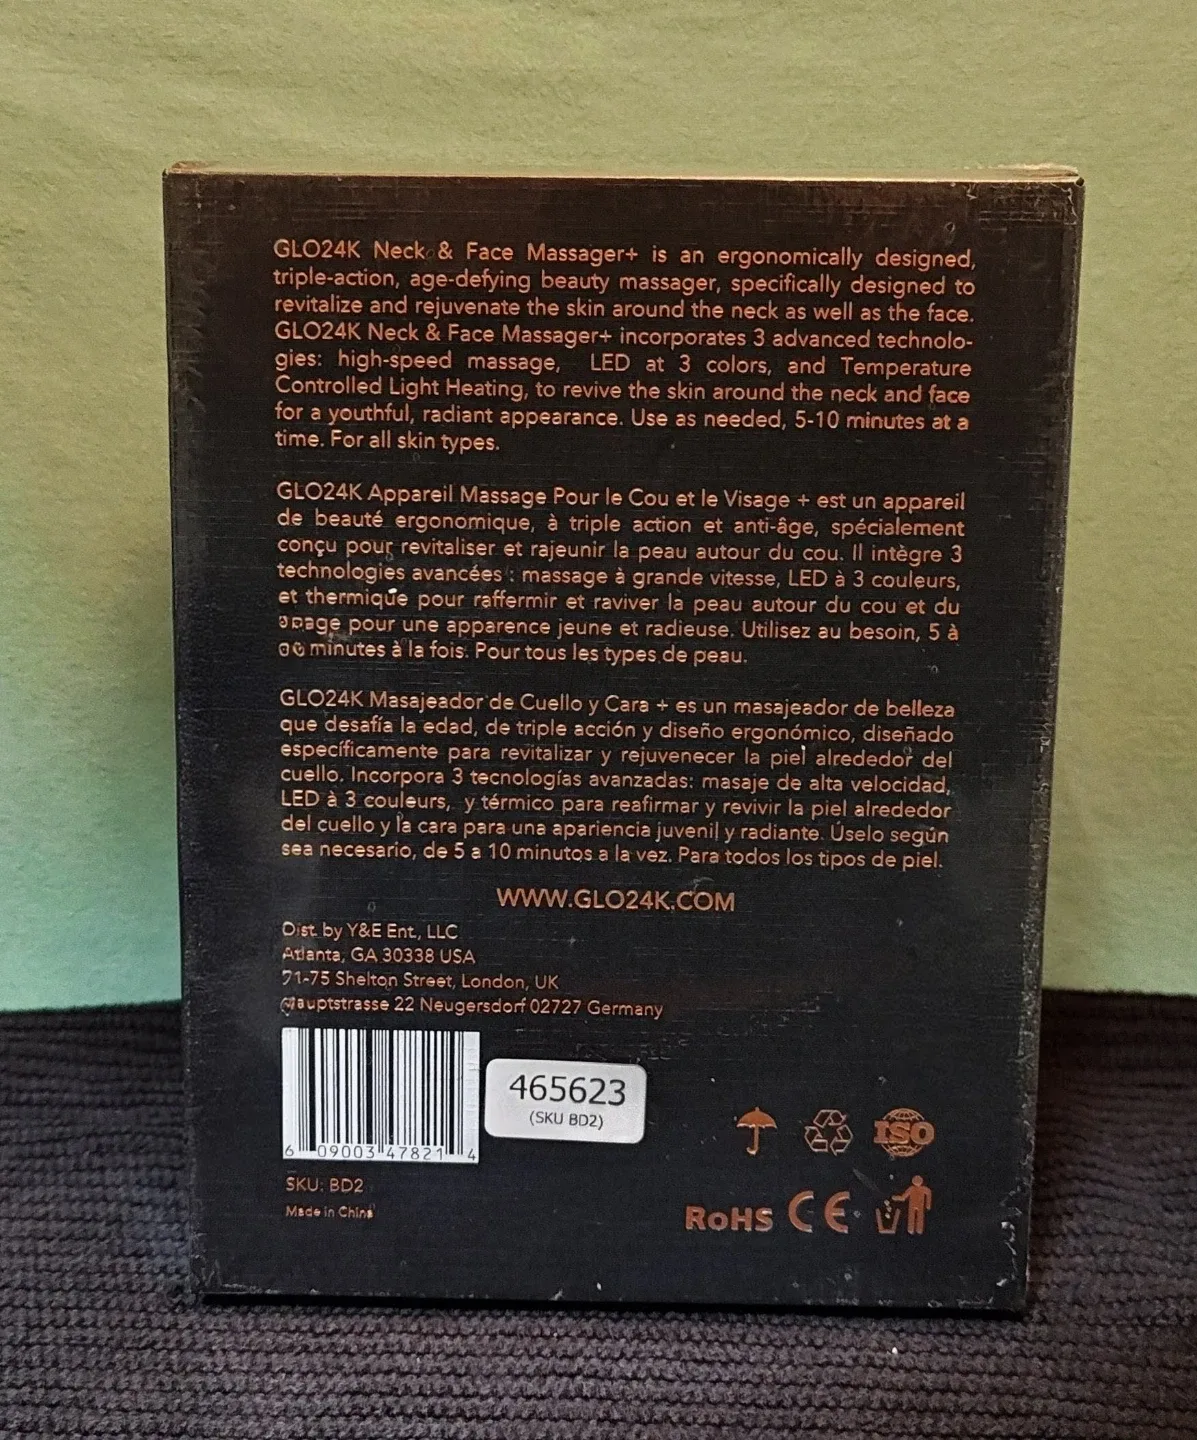 GLO24K Neck & Face Massager+ is an ergonomically designed,
triple-action, age-defying beauty massager, specifically designed to
revitalize and rejuvenate the skin around the neck as well as the face.
GLO24K Neck & Face Massager+ incorporates 3 advanced technolo-
gies: high-speed massage, LED at 3 colors, and Temperature
Controlled Light Heating, to revive the skin around the neck and face
for a youthful, radiant appearance. Use as needed, 5-10 minutes at a
time. For all skin types.
GLO24K Appareil Massage Pour le Cou et le Visage + est un appareil
de beauté ergonomique, à triple action et anti-âge, spécialement
conçu pour revitaliser et rajeunir la peau autour du cou. Il intègre 3
technologies avancées : massage à grande vitesse, LED à 3 couleurs,
et thermique pour raffermir et raviver la peau autour du cou et du
pour une apparence jeune et radieuse. Utilisez au besoin, 5 à
minutes à la fois. Pour tous les types de peau.
GLO24K Masajeador de Cuello y Cara + es un masajeador de belleza
que desafía la edad, de triple acción y diseño ergonómico, diseñado
específicamente para revitalizar y rejuvenecer la piel alrededor del
cuello. Incorpora 3 tecnologías avanzadas: masaje de alta velocidad,
LED à 3 couleurs, y térmico para reafirmar y revivir la piel alrededor
del cuello y la cara para una apariencia juvenil y radiante. Úselo según
sea necesario, de 5 a 10 minutos a la vez. Para todos los tipos de piel.
WWW.GLO24K.COM
Dist. by Y&E Ent., LLC
Atlanta, GA 30338 USA
71-75 Shelton Street, London, UK
Hauptstrasse 22 Neugersdorf 02727 Germany
6 09003 47821 4
465623
(SKU BD2)
SKU: BD2
Made in China
ISO
RoHS CE